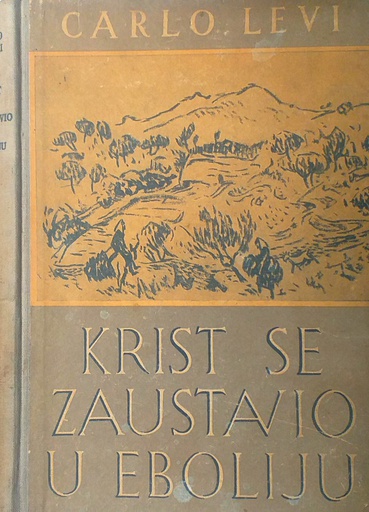 CARLO LEVI
KRIST SE
ZAUSTAVIO
U EBOLIJU